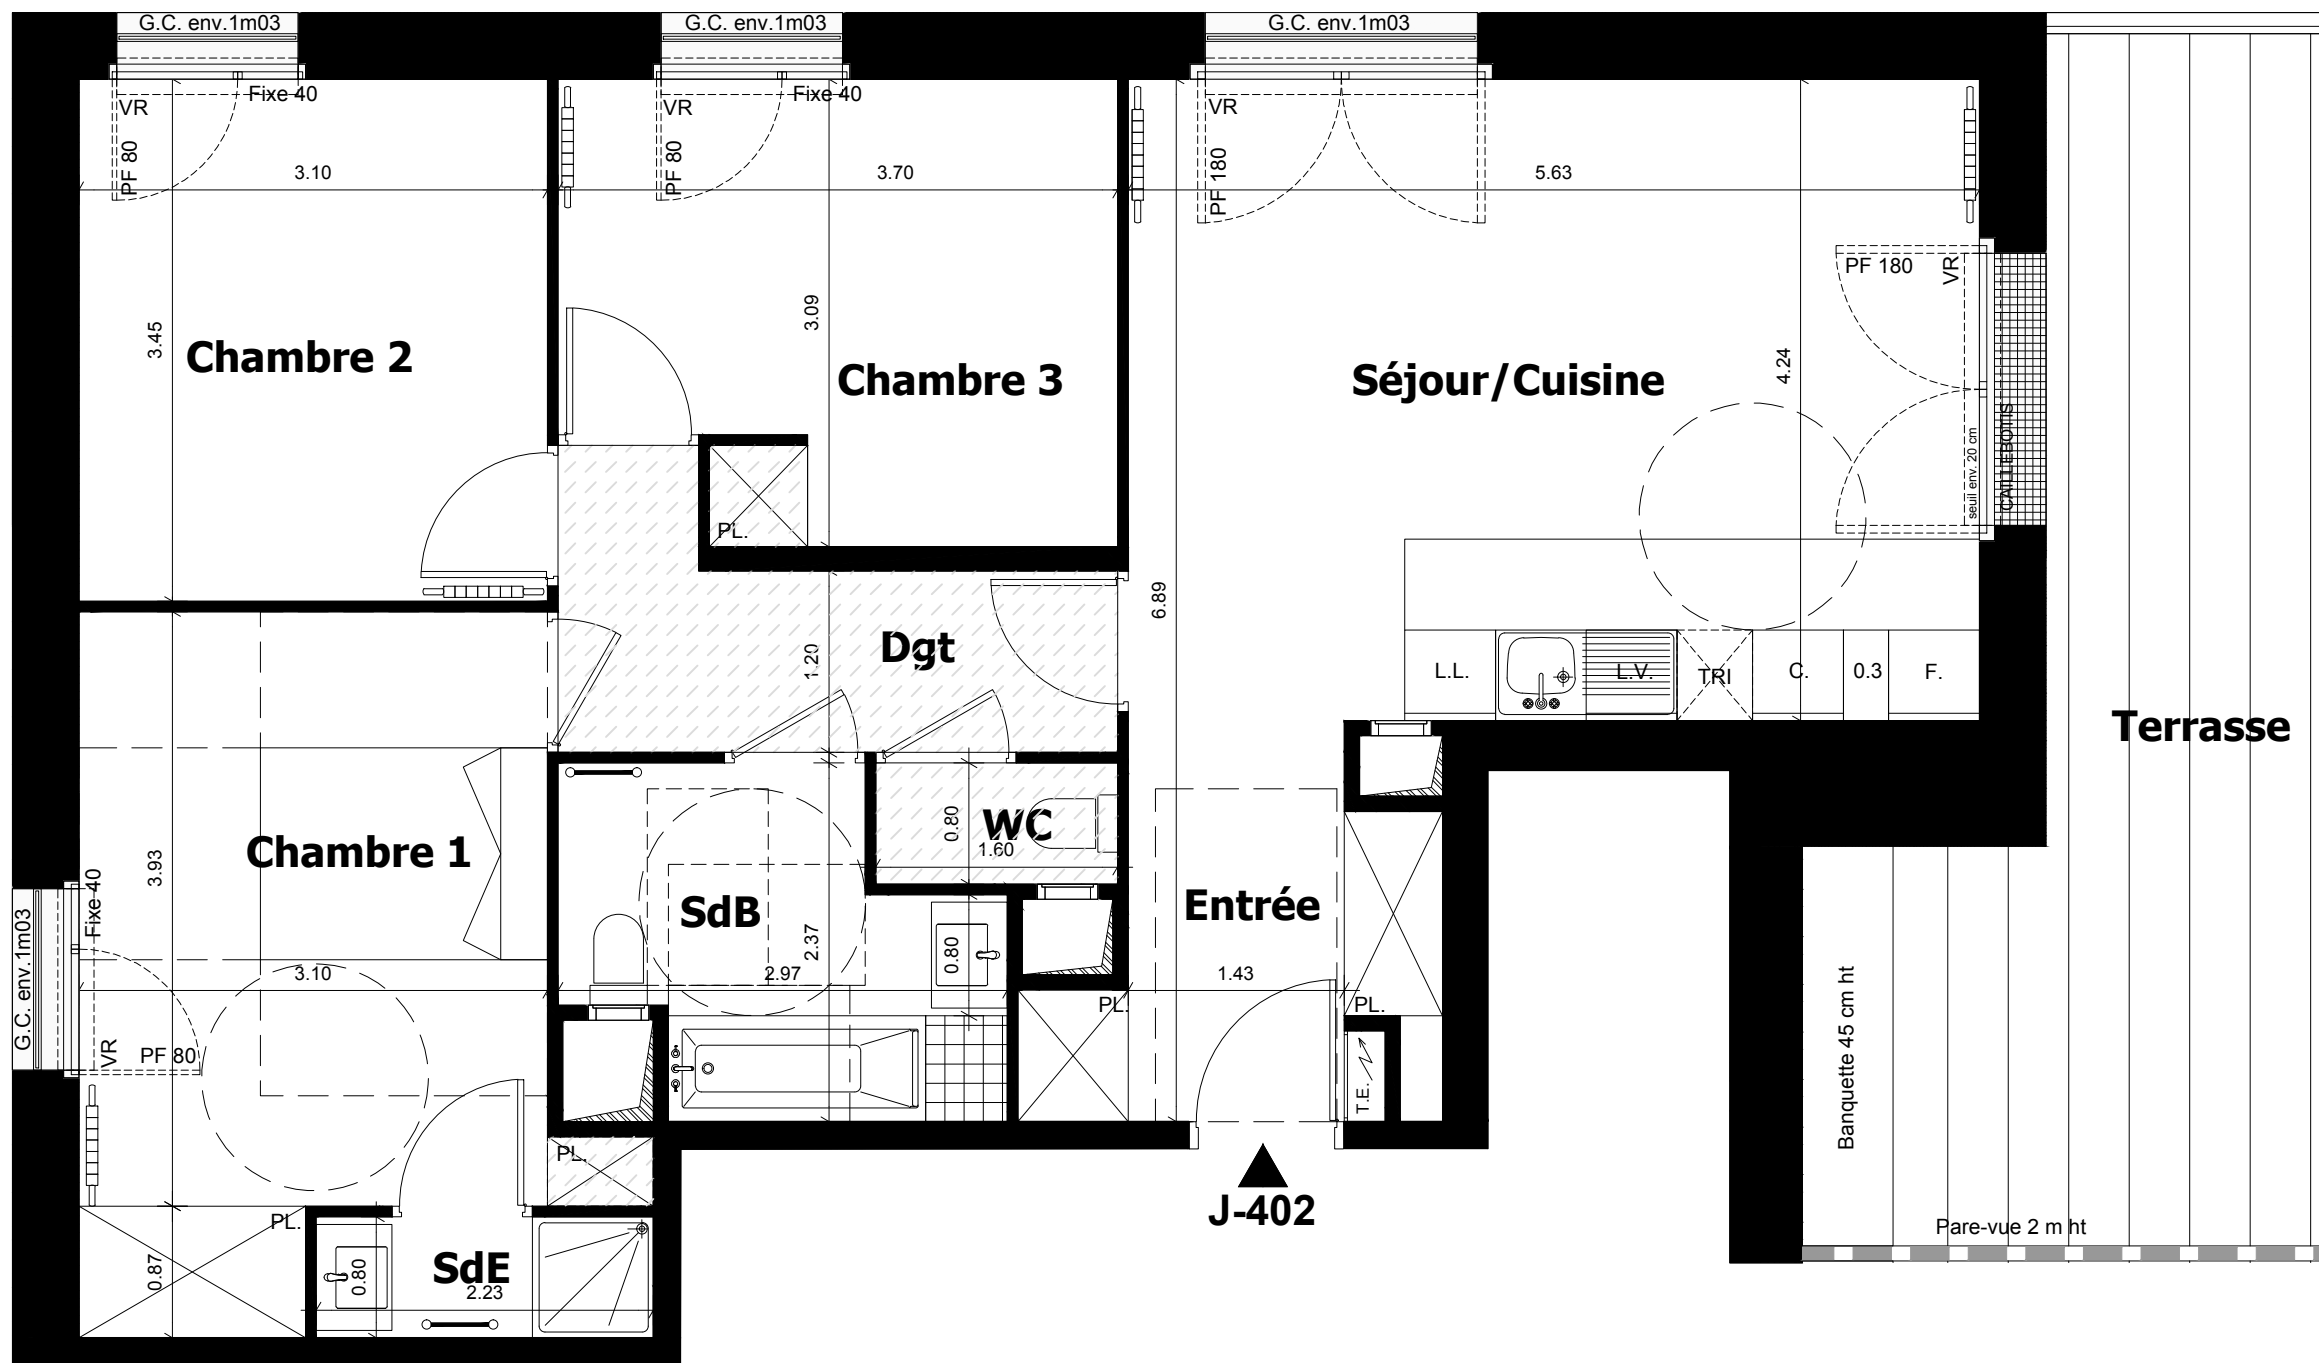 G.C. env.1m03
G.C. env.1m03
G.C. env.1m03
VR
Fixe 40
PF 80
3.10
3.45
Chambre 2
VR
Fixe 40
PF 80
3.70
3.09
Chambre 3
PL.
VR
PF 180
5.63
4.24
6.89
Séjour/Cuisine
PF 180
VR
seuil env. 20 cm
CAILLEBOTIS
L.L.
L.V.
TRI
C.
0.3
F.
Terrasse
Dgt
1.20
WC
0.80
1.60
Chambre 1
3.93
3.10
Fixe 40
G.C. env.1m03
VR
PF 80
SdB
2.37
2.97
0.80
Entrée
1.43
PL.
PL.
T.E.
J-402
PL.
PL.
0.87
SdE
0.80
2.23
Banquette 45 cm ht
Pare-vue 2 m ht